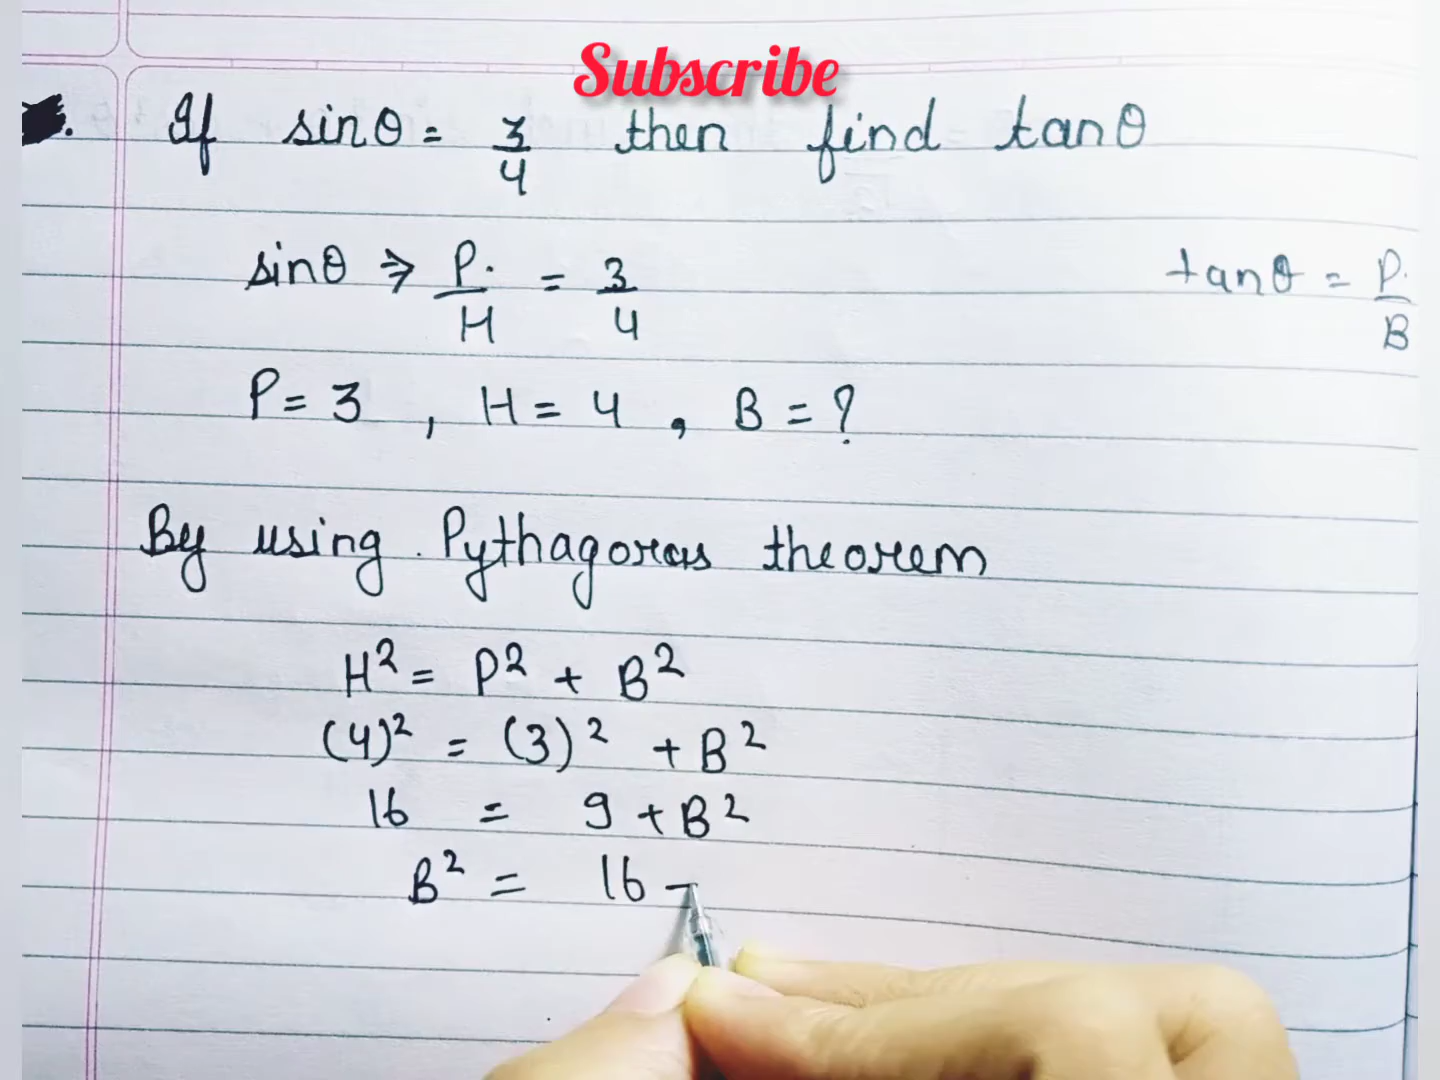 Subscribe
If sinθ = 3/4 then find tanθ
sinθ ⇒ P/H = 3/4
tanθ = P/B
P = 3 , H = 4 , B = ?
By using Pythagoras theorem
H² = P² + B²
(4)² = (3)² + B²
16 = 9 + B²
B² = 16 -